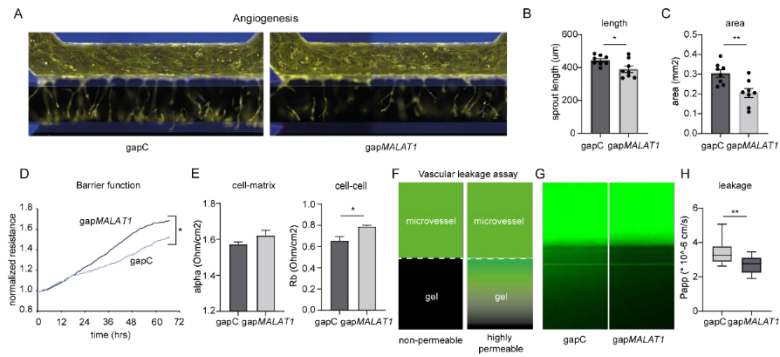 A
Angiogenesis
gapC
gapMALAT1
B
length
*
sprout length (um)
600
400
200
0
gapC gapMALAT1
C
area
**
area (mm2)
0.4
0.3
0.2
0.1
0.0
gapC gapMALAT1
D
Barrier function
normalized resistance
1.8
1.6
1.4
1.2
1.0
0.8
gapMALAT1
*
gapC
0 12 24 36 48 60 72
time (hrs)
E
cell-matrix
alpha (Ohm/cm2)
1.8
1.6
1.4
1.2
gapC gapMALAT1
cell-cell
*
Rb (Ohm/cm2)
1.0
0.8
0.6
0.4
0.2
0.0
gapC gapMALAT1
F
Vascular leakage assay
microvessel
microvessel
gel
gel
non-permeable
highly
permeable
G
gapC
gapMALAT1
H
leakage
**
Papp (* 10^-6 cm/s)
6
4
2
0
gapC
gapMALAT1